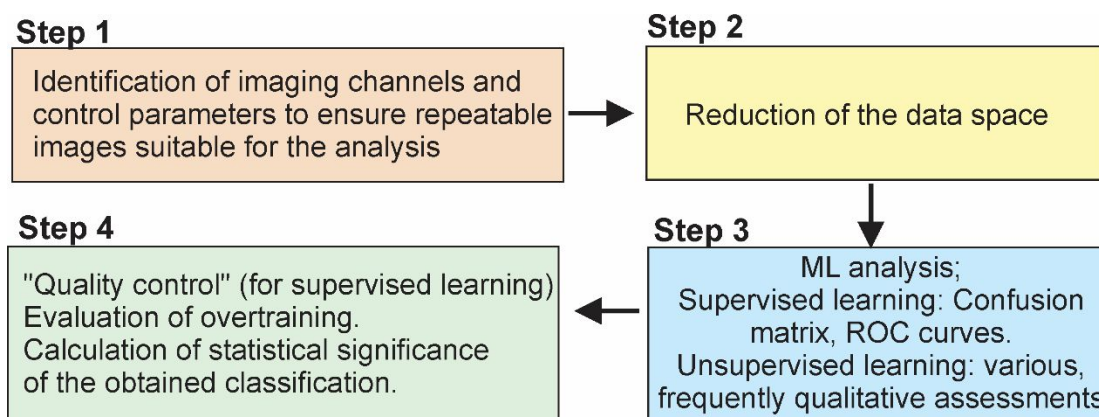 Step 1
Identification of imaging channels and
control parameters to ensure repeatable
images suitable for the analysis
Step 2
Reduction of the data space
Step 3
ML analysis;
Supervised learning: Confusion
matrix, ROC curves.
Unsupervised learning: various,
frequently qualitative assessments
Step 4
"Quality control" (for supervised learning)
Evaluation of overtraining.
Calculation of statistical significance
of the obtained classification.